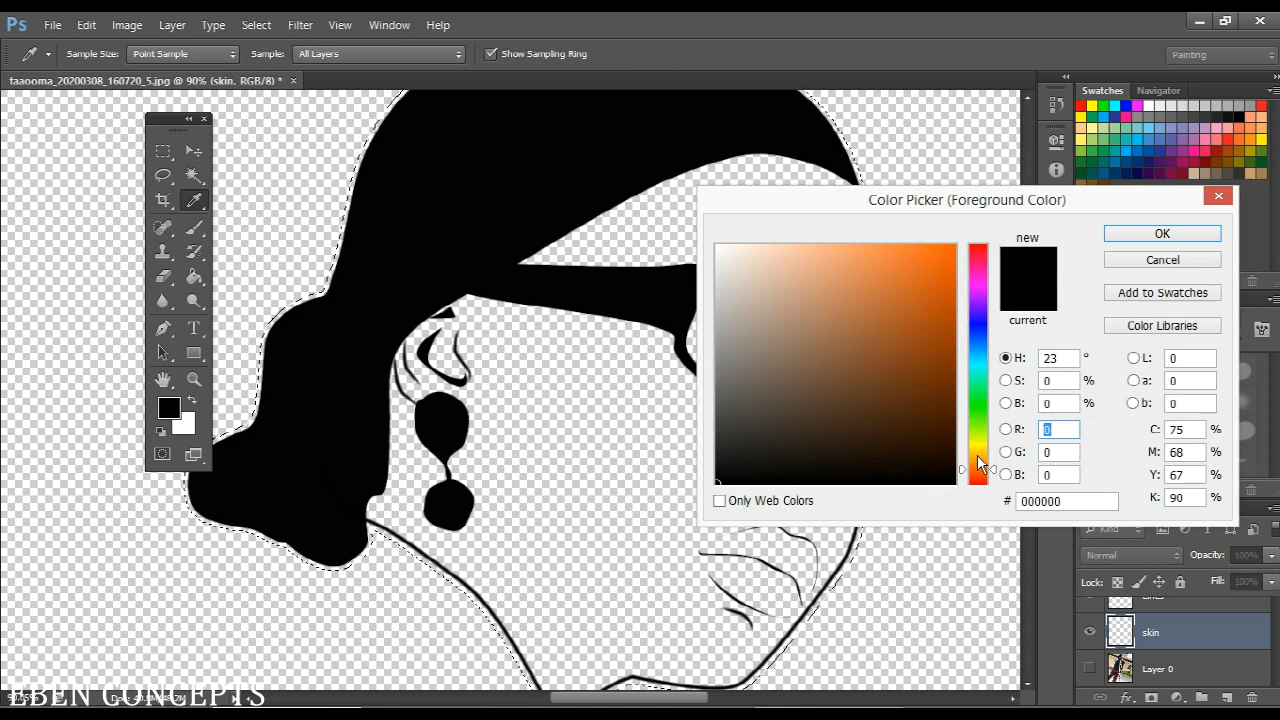 Ps File Edit Image Layer Type Select Filter View Window Help
Sample Size: Point Sample Sample: All Layers Show Sampling Ring Painting
taaooma_20200308_160720_5.jpg @ 90% (skin, RGB/8) * ×
Swatches Navigator
Color Picker (Foreground Color)
new
OK
Cancel
Add to Swatches
current
Color Libraries
H: 23 ° L: 0
S: 0 % a: 0
B: 0 % b: 0
R: 0 C: 75 %
G: 0 M: 68 %
B: 0 Y: 67 %
Only Web Colors # 000000 K: 90 %
Kind
Normal Opacity: 100%
Lock: Fill: 100%
skin
Layer 0
EBEN CONCEPTS